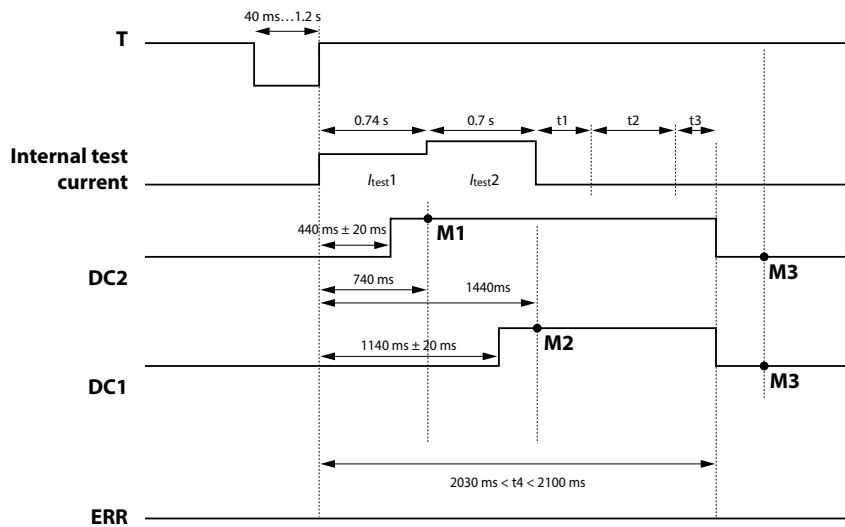 40 ms…1.2 s
T
0.74 s
0.7 s
t1
t2
t3
Internal test
current
Itest1
Itest2
440 ms ± 20 ms
M1
DC2
M3
740 ms
1440ms
1140 ms ± 20 ms
M2
DC1
M3
2030 ms < t4 < 2100 ms
ERR